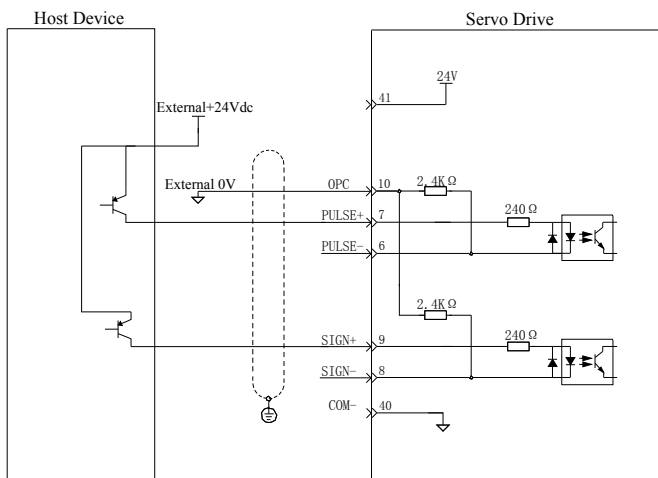 Host Device
Servo Drive
24V
41
External+24Vdc
External 0V
OPC
10
2.4KΩ
PULSE+
7
240Ω
PULSE-
6
2.4KΩ
SIGN+
9
240Ω
SIGN-
8
COM-
40